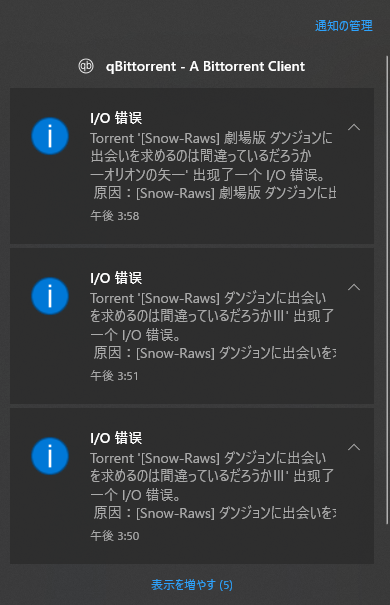 通知の管理
qb qBittorrent - A Bittorrent Client
I/O 错误
Torrent '[Snow-Raws] 劇場版 ダンジョンに
出会いを求めるのは間違っているだろうか
―オリオンの矢―' 出现了一个 I/O 错误。
原因：[Snow-Raws] 劇場版 ダンジョンに出
午後 3:58
I/O 错误
Torrent '[Snow-Raws] ダンジョンに出会い
を求めるのは間違っているだろうかⅢ' 出现了
一个 I/O 错误。
原因：[Snow-Raws] ダンジョンに出会いを
午後 3:51
I/O 错误
Torrent '[Snow-Raws] ダンジョンに出会い
を求めるのは間違っているだろうかⅢ' 出现了
一个 I/O 错误。
原因：[Snow-Raws] ダンジョンに出会いを
午後 3:50
表示を増やす (5)